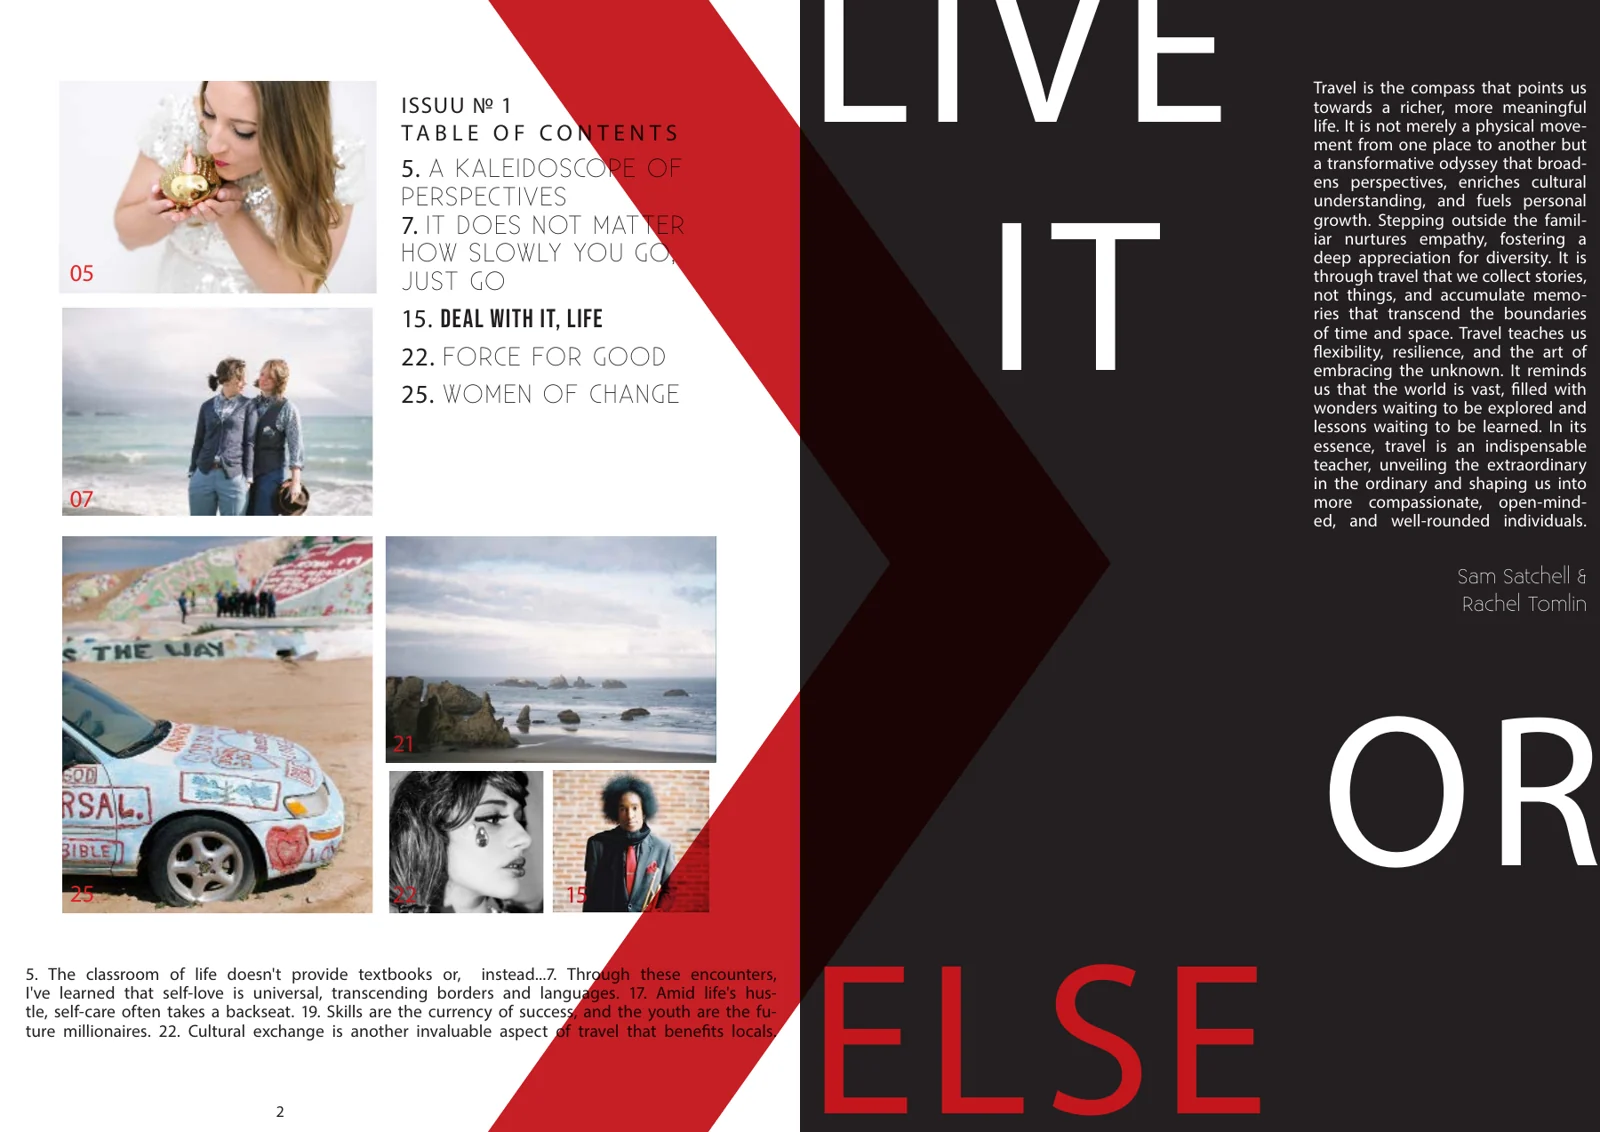 ISSUU № 1
TABLE OF CONTENTS
5. A KALEIDOSCOPE OF
PERSPECTIVES
7. IT DOES NOT MATTER
HOW SLOWLY YOU GO,
JUST GO
15. DEAL WITH IT, LIFE
22. FORCE FOR GOOD
25. WOMEN OF CHANGE
05
07
S THE WAY
GOD
RSAL.
BIBLE
25
21
22
15
5. The classroom of life doesn't provide textbooks or, instead...7. Through these encounters,
I've learned that self-love is universal, transcending borders and languages. 17. Amid life's hus-
tle, self-care often takes a backseat. 19. Skills are the currency of success, and the youth are the fu-
ture millionaires. 22. Cultural exchange is another invaluable aspect of travel that benefits locals.
2
LIVE
IT
Travel is the compass that points us
towards a richer, more meaningful
life. It is not merely a physical move-
ment from one place to another but
a transformative odyssey that broad-
ens perspectives, enriches cultural
understanding, and fuels personal
growth. Stepping outside the famil-
iar nurtures empathy, fostering a
deep appreciation for diversity. It is
through travel that we collect stories,
not things, and accumulate memo-
ries that transcend the boundaries
of time and space. Travel teaches us
flexibility, resilience, and the art of
embracing the unknown. It reminds
us that the world is vast, filled with
wonders waiting to be explored and
lessons waiting to be learned. In its
essence, travel is an indispensable
teacher, unveiling the extraordinary
in the ordinary and shaping us into
more compassionate, open-mind-
ed, and well-rounded individuals.
Sam Satchell &
Rachel Tomlin
OR
ELSE